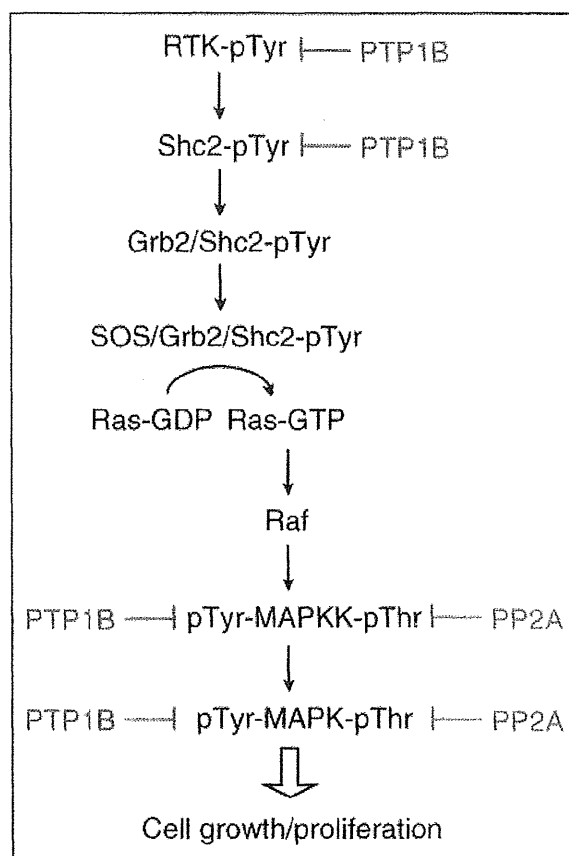 RTK-pTyr PTP1B
Shc2-pTyr PTP1B
Grb2/Shc2-pTyr
SOS/Grb2/Shc2-pTyr
Ras-GDP Ras-GTP
Raf
PTP1B pTyr-MAPKK-pThr PP2A
PTP1B pTyr-MAPK-pThr PP2A
Cell growth/proliferation